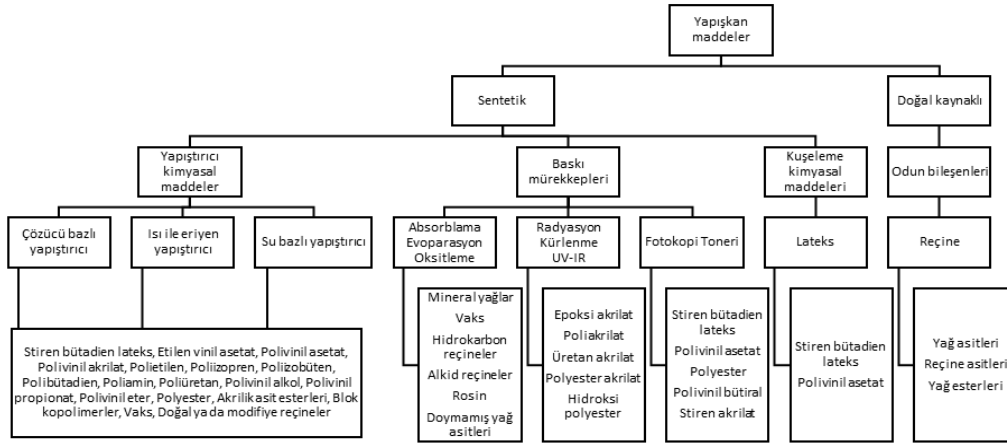 Yapışkan
maddeler
Sentetik
Doğal kaynaklı
Yapıştırıcı
kimyasal
maddeler
Baskı
mürekkepleri
Kuşeleme
kimyasal
maddeleri
Odun bileşenleri
Çözücü bazlı
yapıştırıcı
Isı ile eriyen
yapıştırıcı
Su bazlı yapıştırıcı
Absorblama
Evoparasyon
Oksitleme
Radyasyon
Kürlenme
UV-IR
Fotokopi Toneri
Lateks
Reçine
Stiren bütadien lateks, Etilen vinil asetat, Polivinil asetat,
Polivinil akrilat, Polietilen, Poliizopren, Polizobüten,
Polibütadien, Poliamin, Poliüretan, Polivinil alkol, Polivinil
propionat, Polivinil eter, Polyester, Akrilik asit esterleri, Blok
kopolimerler, Vaks, Doğal ya da modifiye reçineler
Mineral yağlar
Vaks
Hidrokarbon
reçineler
Alkid reçineler
Rosin
Doymamış yağ
asitleri
Epoksi akrilat
Poliakrilat
Üretan akrilat
Polyester akrilat
Hidroksi
polyester
Stiren bütadien
lateks
Polivinil asetat
Polyester
Polivinil bütiral
Stiren akrilat
Stiren bütadien
lateks
Polivinil asetat
Yağ asitleri
Reçine asitleri
Yağ esterleri